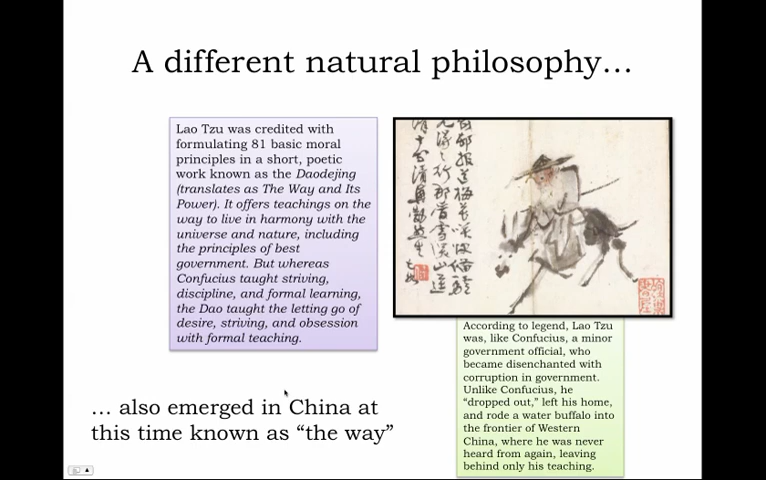 A different natural philosophy…
Lao Tzu was credited with
formulating 81 basic moral
principles in a short, poetic
work known as the Daodejing
(translates as The Way and Its
Power). It offers teachings on the
way to live in harmony with the
universe and nature, including
the principles of best
government. But whereas
Confucius taught striving,
discipline, and formal learning,
the Dao taught the letting go of
desire, striving, and obsession
with formal teaching.
According to legend, Lao Tzu
was, like Confucius, a minor
government official, who
became disenchanted with
corruption in government.
Unlike Confucius, he
“dropped out,” left his home,
and rode a water buffalo into
the frontier of Western
China, where he was never
heard from again, leaving
behind only his teaching.
… also emerged in China at
this time known as “the way”